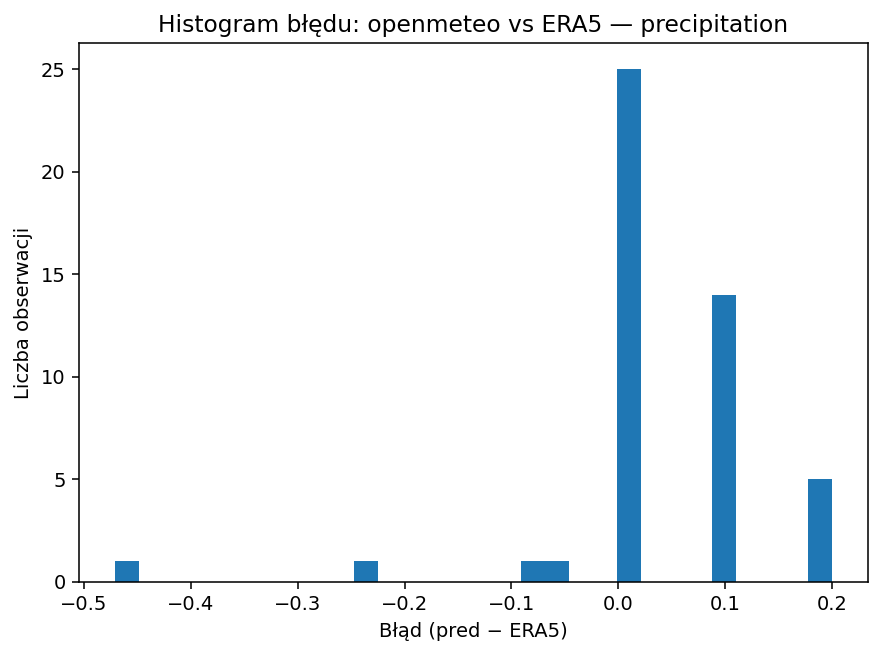 Histogram błędu: openmeteo vs ERA5 — precipitation
25
20
15
10
5
0
Liczba obserwacji
−0.5 −0.4 −0.3 −0.2 −0.1 0.0 0.1 0.2
Błąd (pred − ERA5)